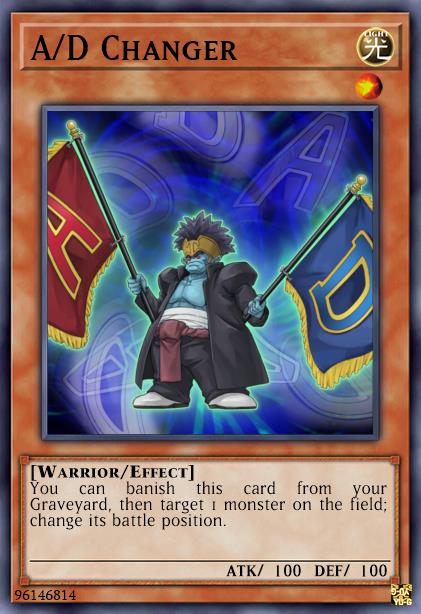 A/D Changer
LIGHT
光
A
D
D
A
[Warrior/Effect]
You can banish this card from your
Graveyard, then target 1 monster on the field;
change its battle position.
ATK/ 100 DEF/ 100
96146814